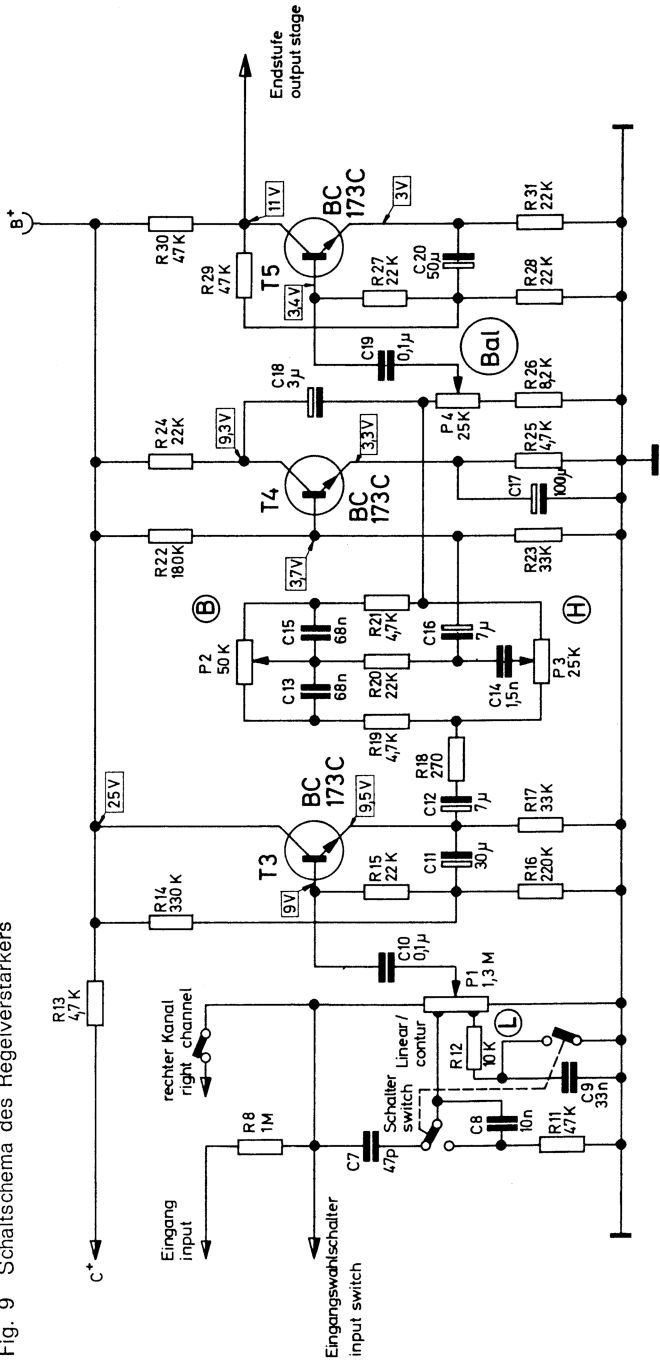 Fig. 9 Schaltschema des Regelverstärkers
C+
R13
4,7 K
25V
B+
Eingang
input
R8
1M
rechter Kanal
right channel
R14
330 K
T3
BC
173C
9V
9,5V
R15
22 K
C11
30µ
C12
7µ
R18
270
R16
220K
R17
33K
C10
0,1µ
P1
1,3 M
Linear/
contur
L
R12
10 K
Schalter
switch
C7
47p
C8
10n
C9
33n
R11
47K
Eingangswahlschalter
input switch
B
P2
50K
C13
68n
C15
68n
R19
4,7K
R20
22K
R21
4,7K
C16
7µ
C14
1,5n
P3
25K
H
R22
180K
R24
22K
9,3V
T4
BC
173C
3,7V
3,3V
R23
33K
C17
100µ
R25
4,7K
C18
3µ
P4
25K
R26
8,2K
Bal
C19
0,1µ
R30
47K
R29
47K
11V
T5
BC
173C
3,4V
3V
R27
22K
C20
50µ
R28
22K
R31
22K
Endstufe
output stage